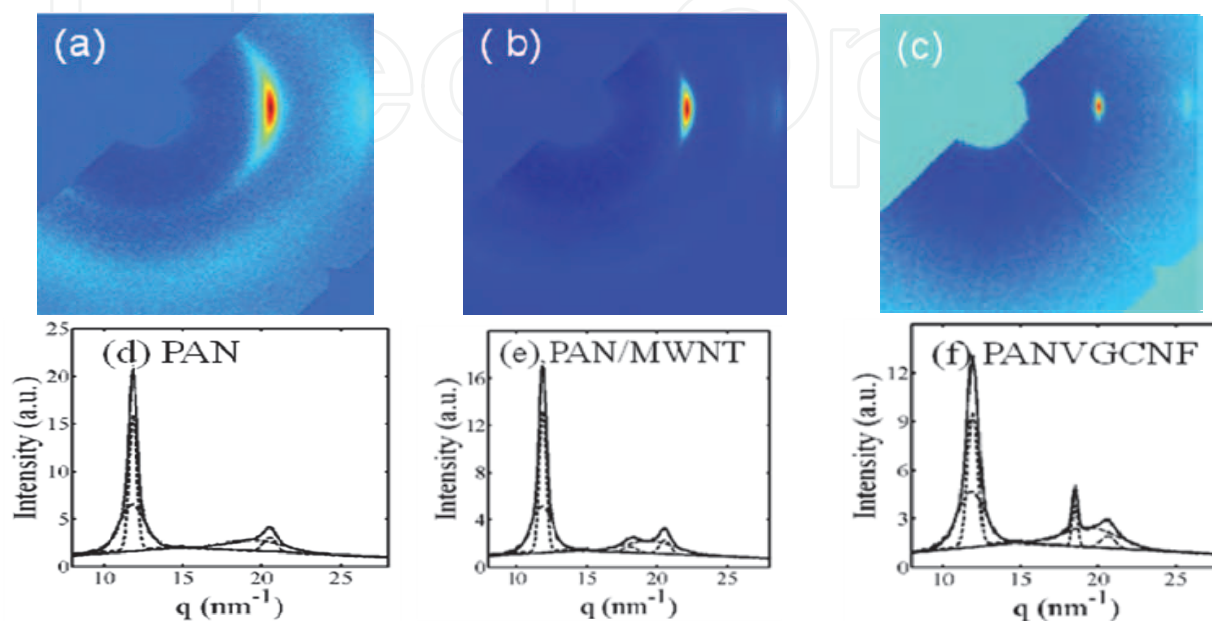 (a)
( b)
(c)
(d) PAN
25
20
15
10
5
0
Intensity (a.u.)
10 15 20 25
q (nm⁻¹)
(e) PAN/MWNT
16
12
8
4
0
Intensity (a.u.)
10 15 20 25
q (nm⁻¹)
(f) PANVGCNF
12
9
6
3
0
Intensity (a.u.)
10 15 20 25
q (nm⁻¹)